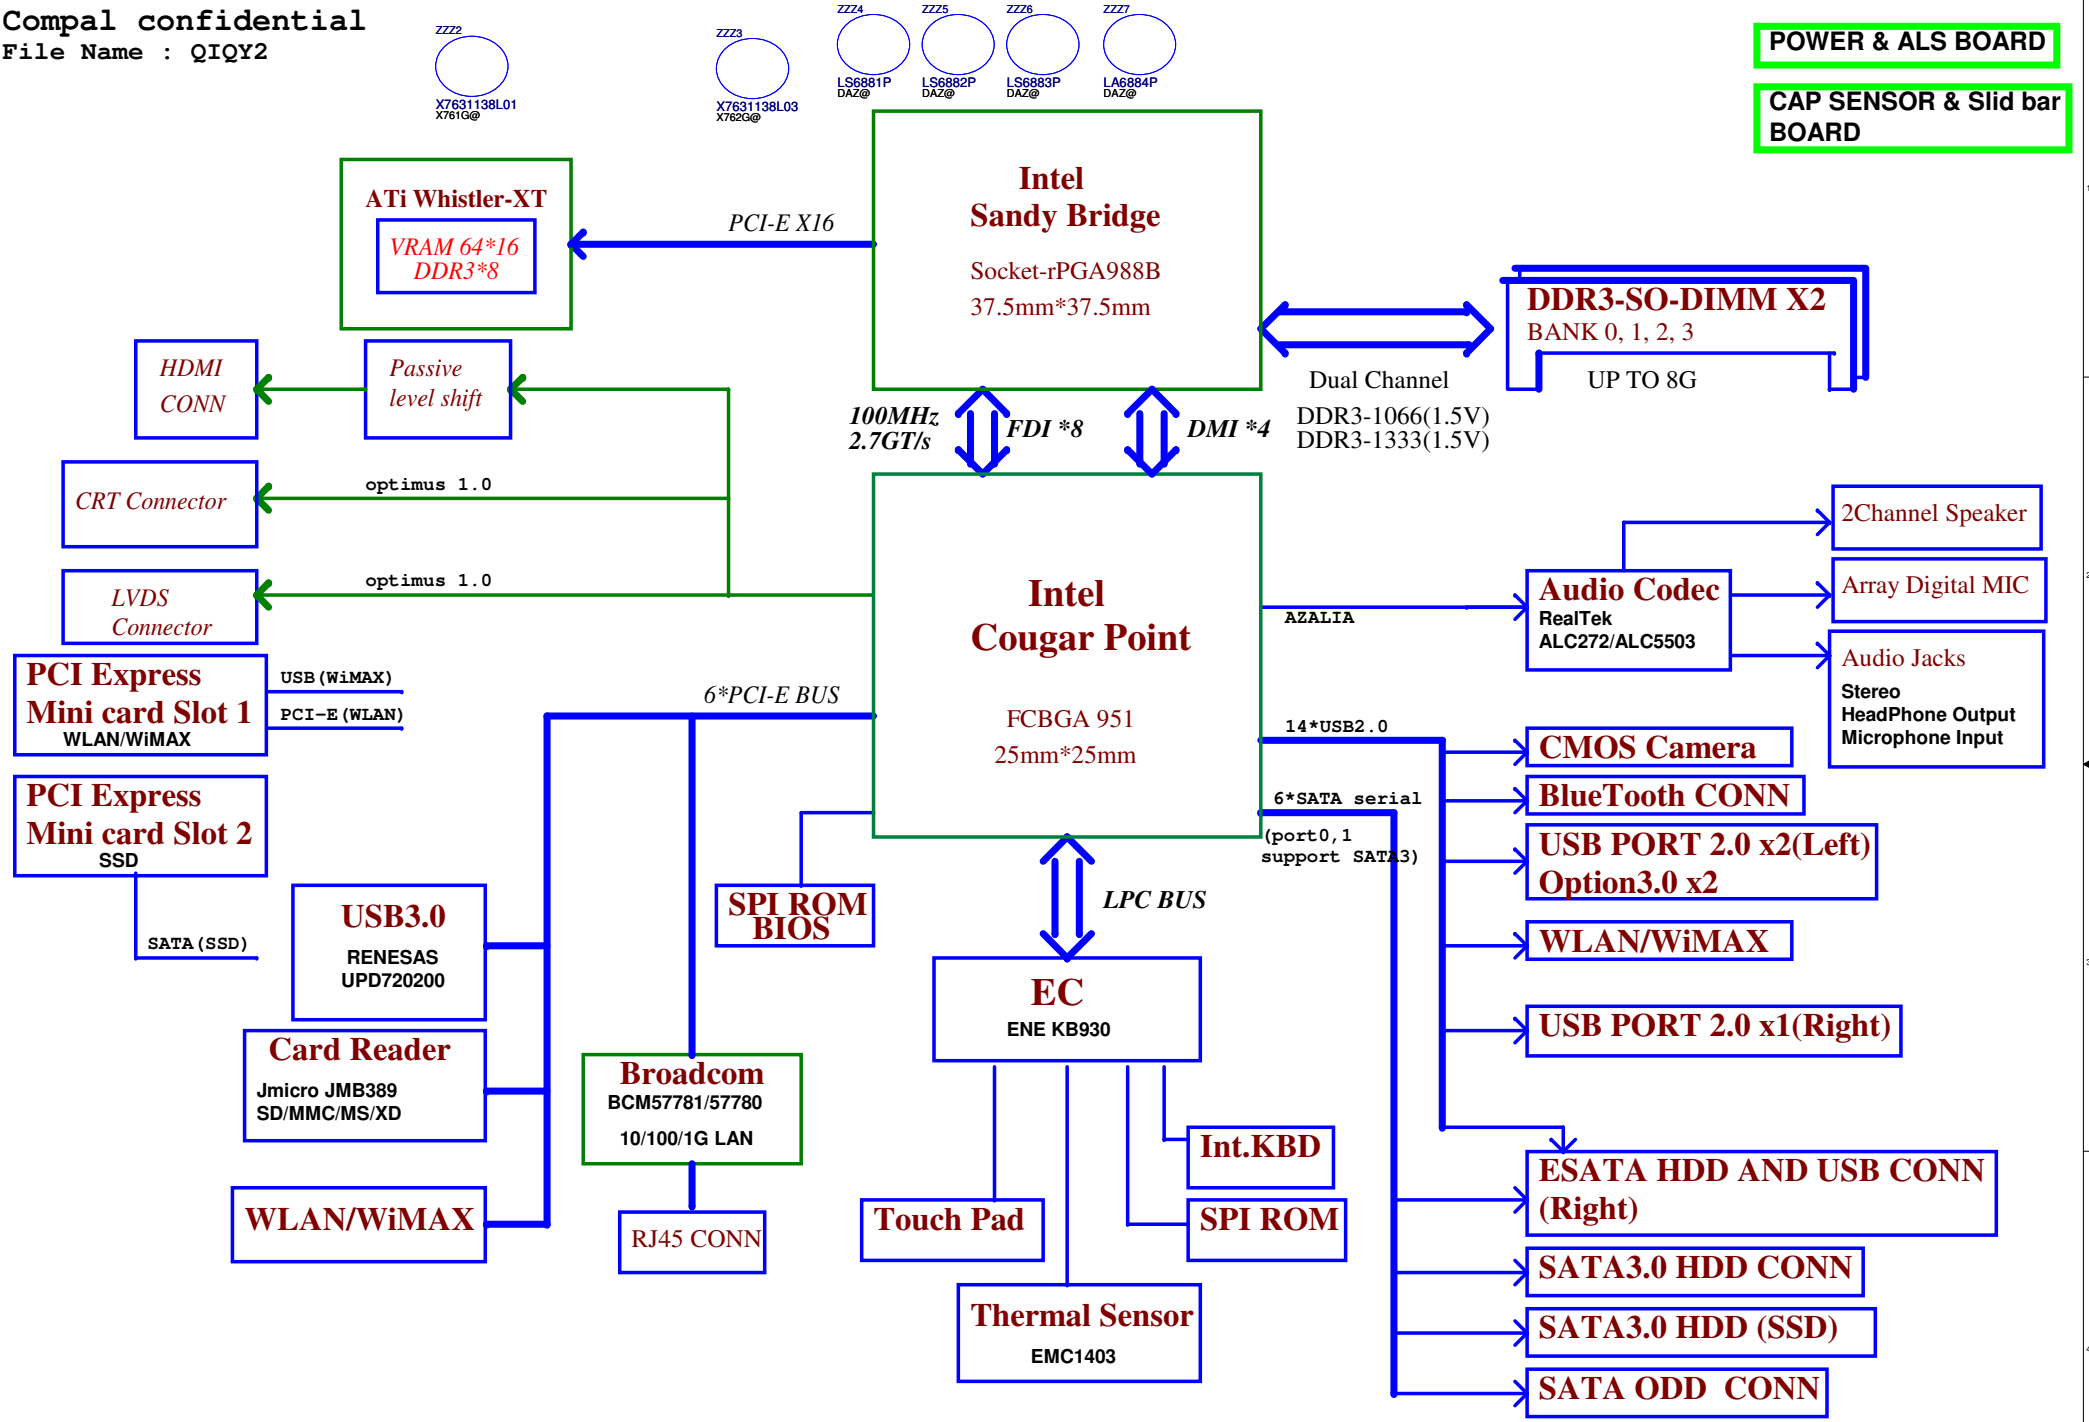 Compal confidential
File Name : QIQY2
ZZZ2
X7631138L01
X761G@
ZZZ3
X7631138L03
X762G@
ZZZ4
LS6881P
DAZ@
ZZZ5
LS6882P
DAZ@
ZZZ6
LS6883P
DAZ@
ZZZ7
LA6884P
DAZ@
POWER & ALS BOARD
CAP SENSOR & Slid bar
BOARD
ATi Whistler-XT
VRAM 64*16
DDR3*8
PCI-E X16
Intel
Sandy Bridge
Socket-rPGA988B
37.5mm*37.5mm
DDR3-SO-DIMM X2
BANK 0, 1, 2, 3
UP TO 8G
Dual Channel
DDR3-1066(1.5V)
DDR3-1333(1.5V)
HDMI
CONN
Passive
level shift
100MHz
2.7GT/s
FDI *8
DMI *4
CRT Connector
optimus 1.0
LVDS
Connector
optimus 1.0
Intel
Cougar Point
FCBGA 951
25mm*25mm
AZALIA
Audio Codec
RealTek
ALC272/ALC5503
2Channel Speaker
Array Digital MIC
Audio Jacks
Stereo
HeadPhone Output
Microphone Input
PCI Express
Mini card Slot 1
WLAN/WiMAX
USB(WiMAX)
PCI-E(WLAN)
6*PCI-E BUS
14*USB2.0
CMOS Camera
BlueTooth CONN
USB PORT 2.0 x2(Left)
Option3.0 x2
WLAN/WiMAX
USB PORT 2.0 x1(Right)
6*SATA serial
(port0,1
support SATA3)
PCI Express
Mini card Slot 2
SSD
SATA(SSD)
USB3.0
RENESAS
UPD720200
SPI ROM
BIOS
LPC BUS
EC
ENE KB930
Card Reader
Jmicro JMB389
SD/MMC/MS/XD
Broadcom
BCM57781/57780
10/100/1G LAN
WLAN/WiMAX
RJ45 CONN
Int.KBD
Touch Pad
SPI ROM
Thermal Sensor
EMC1403
ESATA HDD AND USB CONN
(Right)
SATA3.0 HDD CONN
SATA3.0 HDD (SSD)
SATA ODD CONN
1
2
3
4